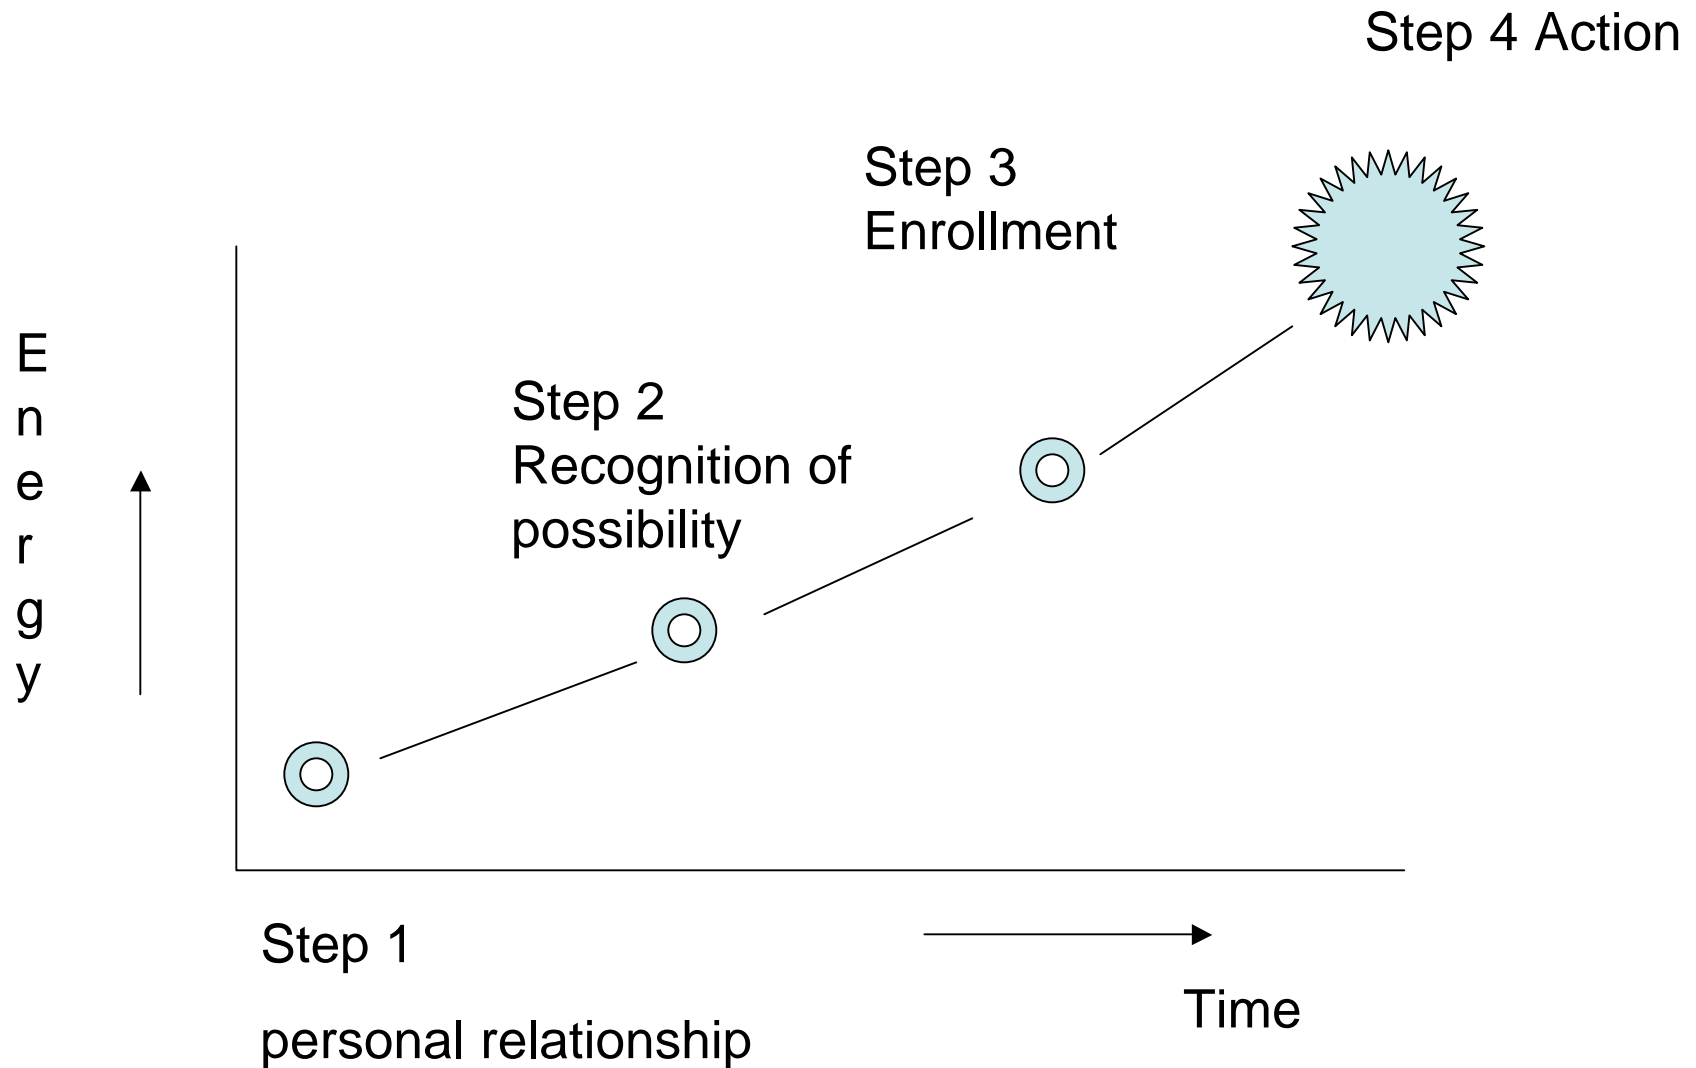 Step 4 Action
Step 3
Enrollment
Step 2
Recognition of
possibility
E
n
e
r
g
y
Step 1
personal relationship
Time